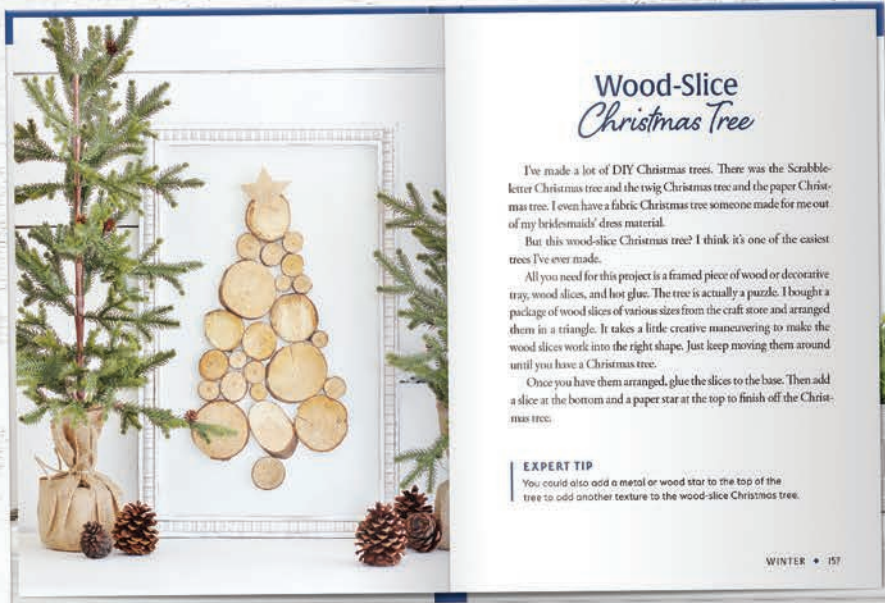 Wood-Slice
Christmas Tree
I've made a lot of DIY Christmas trees. There was the Scrabble-
letter Christmas tree and the twig Christmas tree and the paper Christ-
mas tree. I even have a fabric Christmas tree someone made for me out
of my bridesmaids' dress material.
But this wood-slice Christmas tree? I think it's one of the easiest
trees I've ever made.
All you need for this project is a framed piece of wood or decorative
tray, wood slices, and hot glue. The tree is actually a puzzle. I bought a
package of wood slices of various sizes from the craft store and arranged
them in a triangle. It takes a little creative maneuvering to make the
wood slices work into the right shape. Just keep moving them around
until you have a Christmas tree.
Once you have them arranged, glue the slices to the base. Then add
a slice at the bottom and a paper star at the top to finish off the Christ-
mas tree.
EXPERT TIP
You could also add a metal or wood star to the top of the
tree to add another texture to the wood-slice Christmas tree.
WINTER ✦ 157